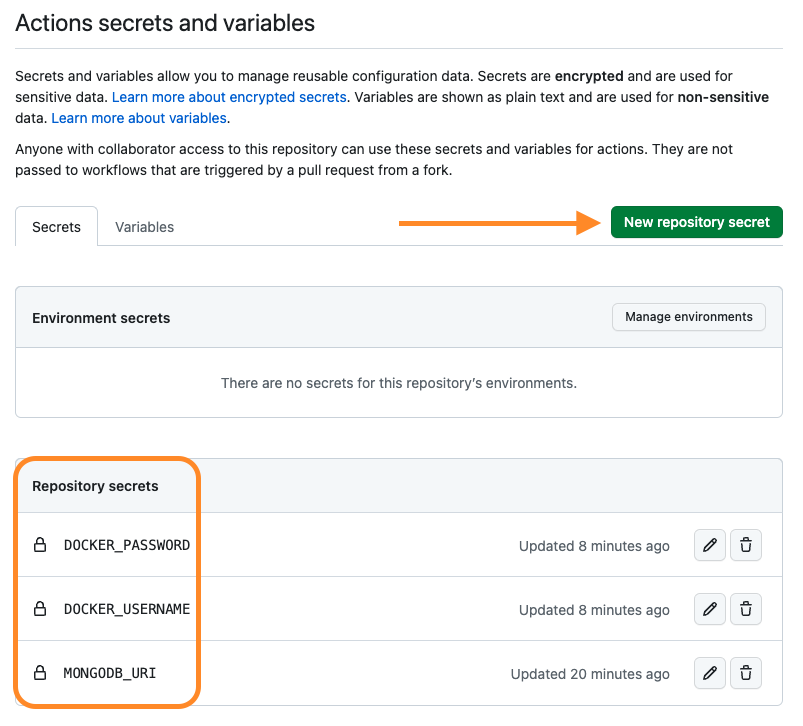 Actions secrets and variables
Secrets and variables allow you to manage reusable configuration data. Secrets are encrypted and are used for
sensitive data. Learn more about encrypted secrets. Variables are shown as plain text and are used for non-sensitive
data. Learn more about variables.
Anyone with collaborator access to this repository can use these secrets and variables for actions. They are not
passed to workflows that are triggered by a pull request from a fork.
Secrets Variables New repository secret
Environment secrets Manage environments
There are no secrets for this repository’s environments.
Repository secrets
DOCKER_PASSWORD Updated 8 minutes ago
DOCKER_USERNAME Updated 8 minutes ago
MONGODB_URI Updated 20 minutes ago